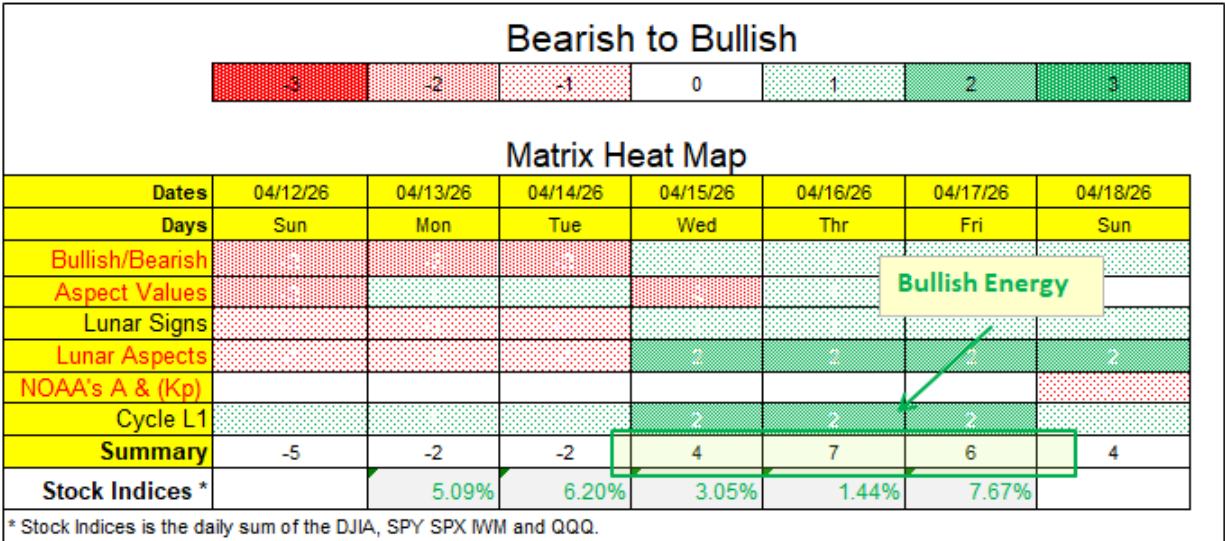 Bearish to Bullish
-3 -2 -1 0 1 2 3
Matrix Heat Map
Dates 04/12/26 04/13/26 04/14/26 04/15/26 04/16/26 04/17/26 04/18/26
Days Sun Mon Tue Wed Thr Fri Sun
Bullish/Bearish
Aspect Values
Bullish Energy
Lunar Signs
Lunar Aspects 2 2 2 2
NOAA's A & (Kp)
Cycle L1 2 2 2
Summary -5 -2 -2 4 7 6 4
Stock Indices * 5.09% 6.20% 3.05% 1.44% 7.67%
* Stock Indices is the daily sum of the DJIA, SPY SPX IWM and QQQ.